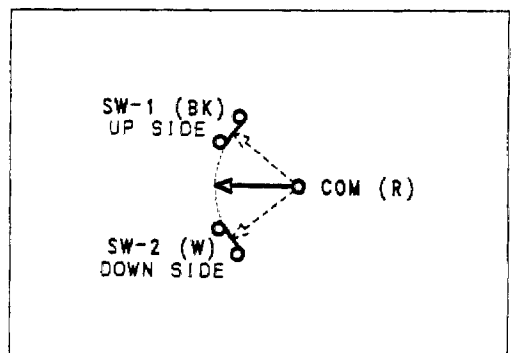 SW-1 (BK)
UP SIDE
COM (R)
SW-2 (W)
DOWN SIDE